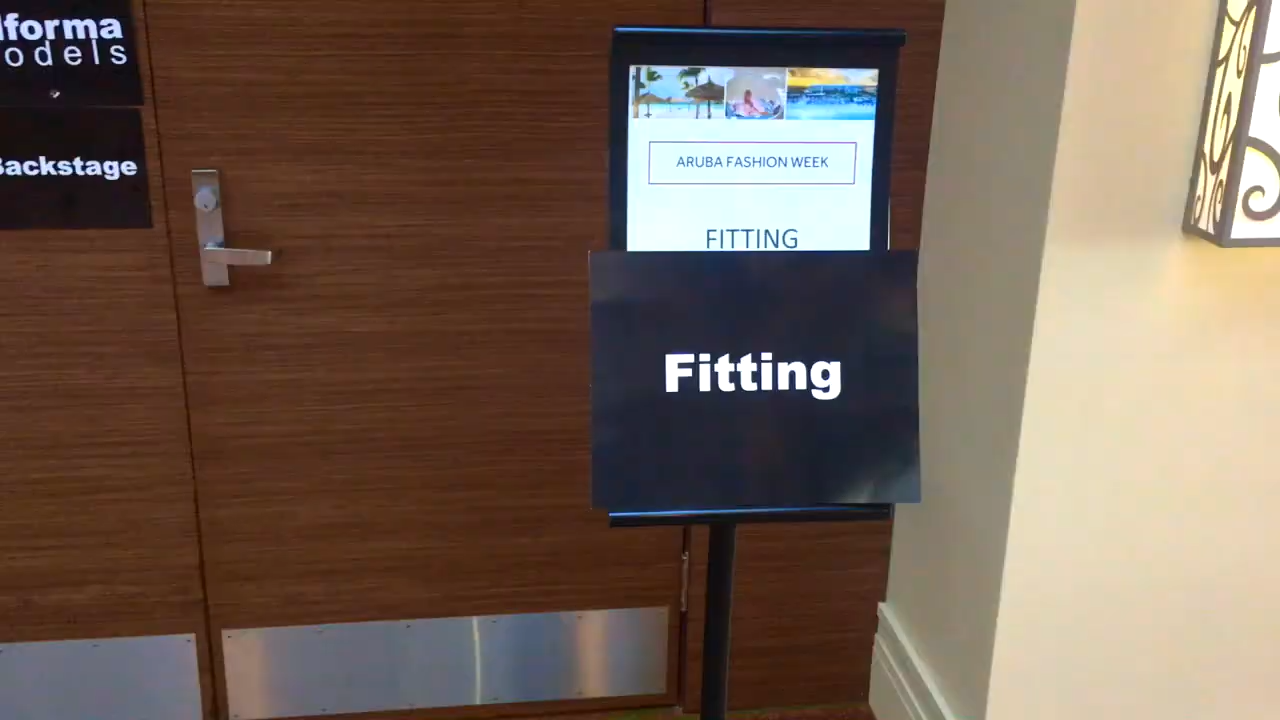 lforma
odels
Backstage
ARUBA FASHION WEEK
FITTING
Fitting